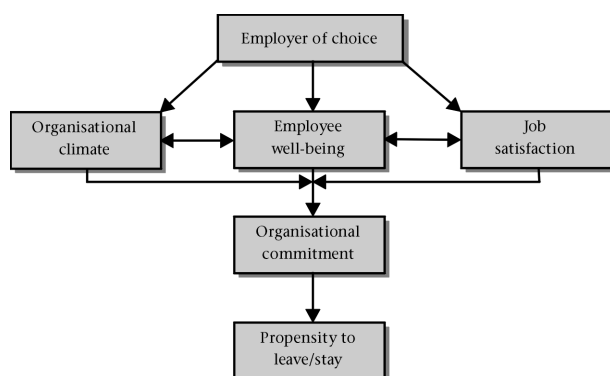 Employer of choice
Organisational
climate
Employee
well-being
Job
satisfaction
Organisational
commitment
Propensity to
leave/stay